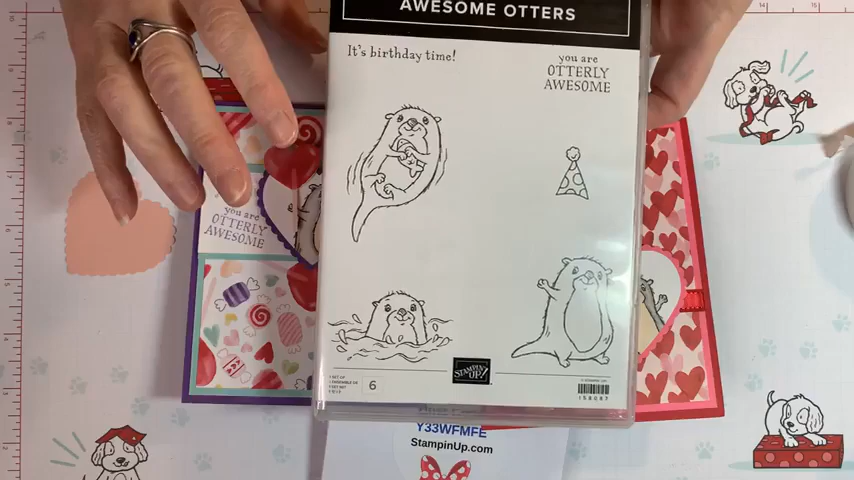 AWESOME OTTERS
It's birthday time!
you are
OTTERLY
AWESOME
you are
OTTERLY
AWESOME
6
STAMPIN' UP!
Y33WFMFE
StampinUp.com